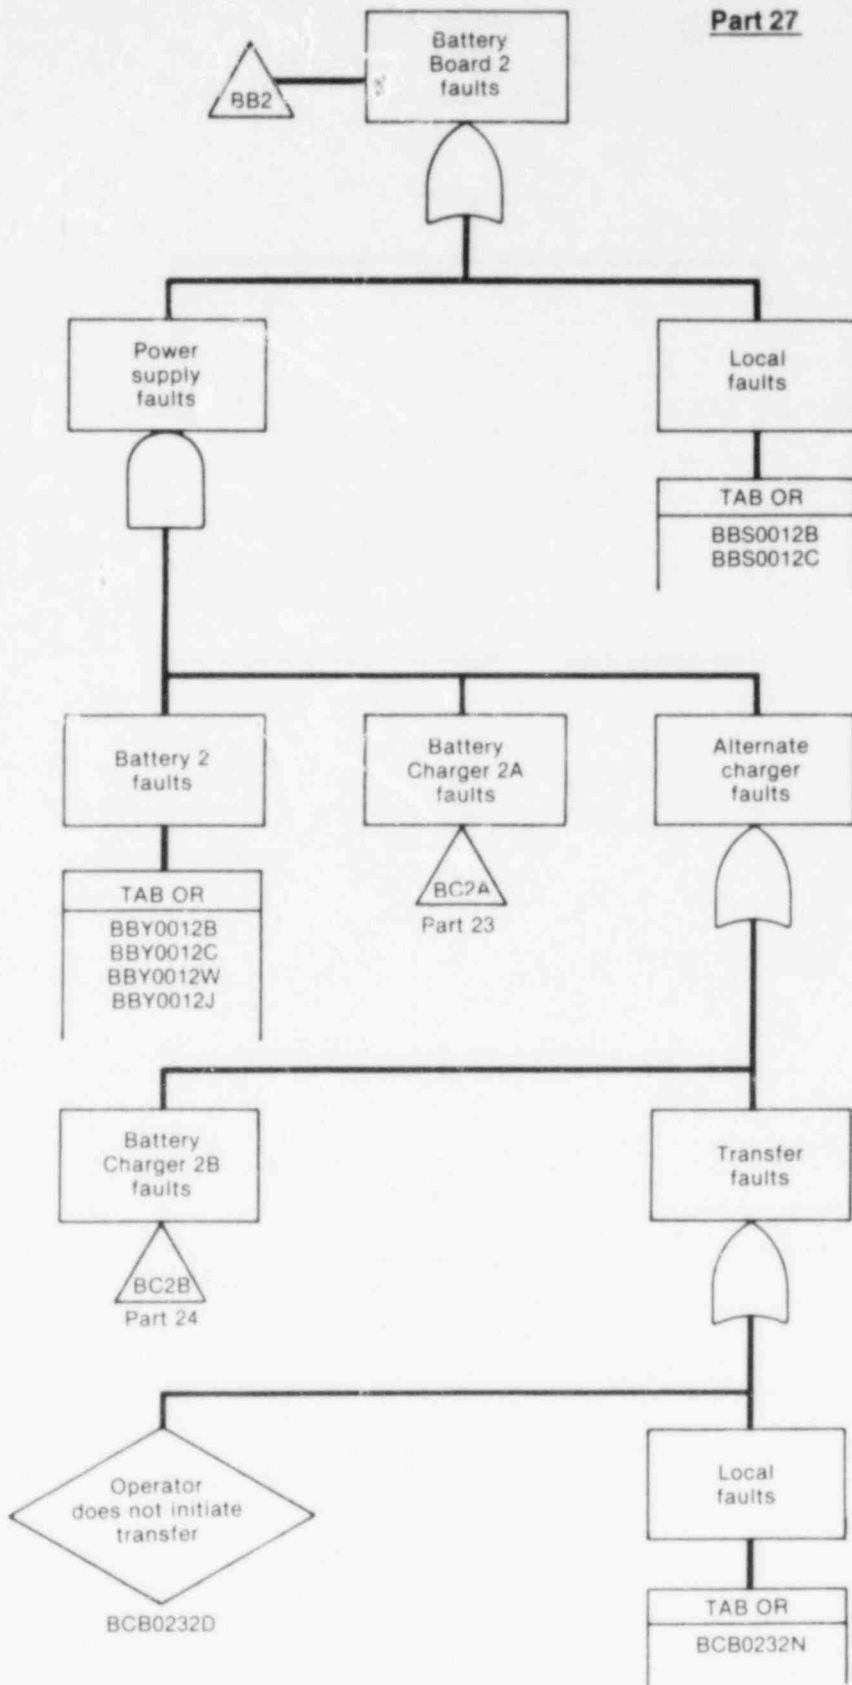 Part 27
Battery
Board 2
faults
BB2
Power
supply
faults
Local
faults
TAB OR
BBS0012B
BBS0012C
Battery 2
faults
Battery
Charger 2A
faults
Alternate
charger
faults
TAB OR
BBY0012B
BBY0012C
BBY0012W
BBY0012J
BC2A
Part 23
Battery
Charger 2B
faults
Transfer
faults
BC2B
Part 24
Operator
does not initiate
transfer
BCB0232D
Local
faults
TAB OR
BCB0232N